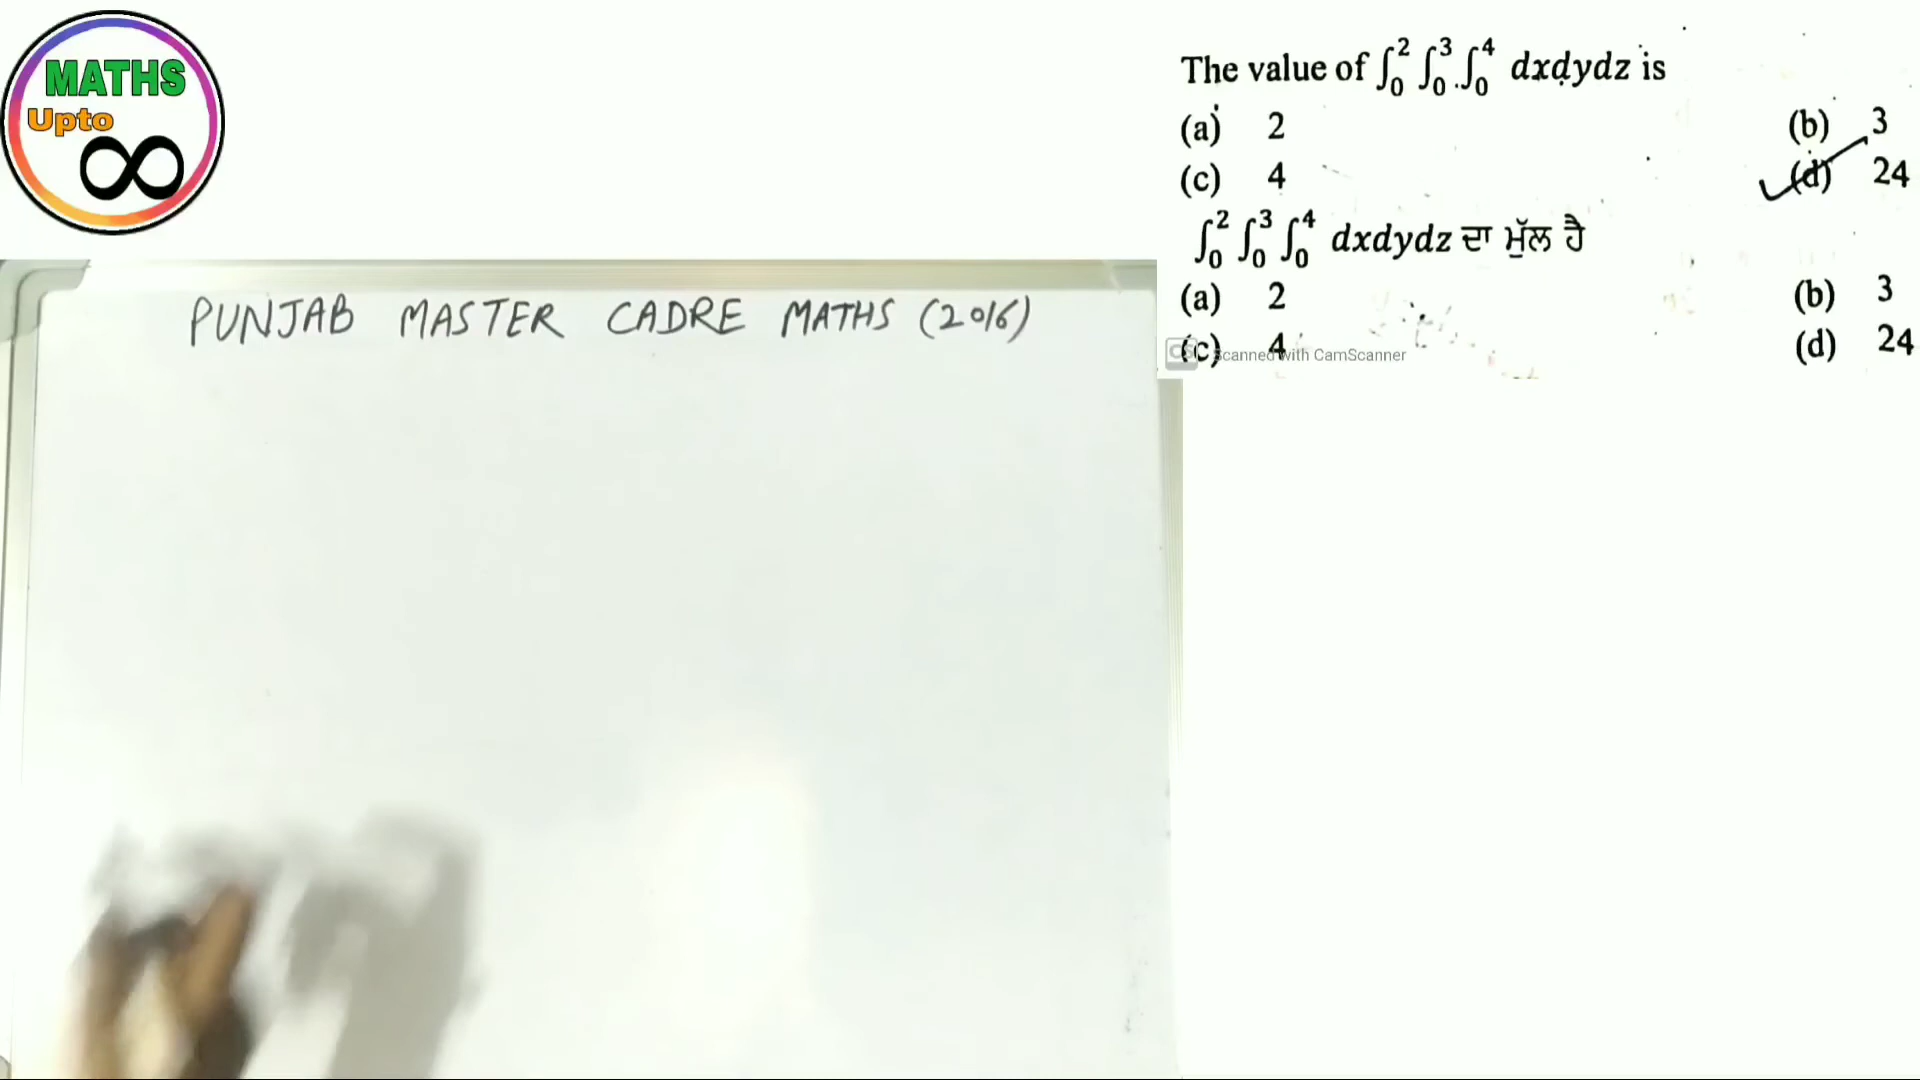 MATHS
Upto
∞
The value of ∫₀² ∫₀³ ∫₀⁴ dxdydz is
(a) 2 (b) 3
(c) 4 (d) 24
∫₀² ∫₀³ ∫₀⁴ dxdydz ਦਾ ਮੁੱਲ ਹੈ
(a) 2 (b) 3
(c) 4 (d) 24
CS Scanned with CamScanner
PUNJAB MASTER CADRE MATHS (2016)